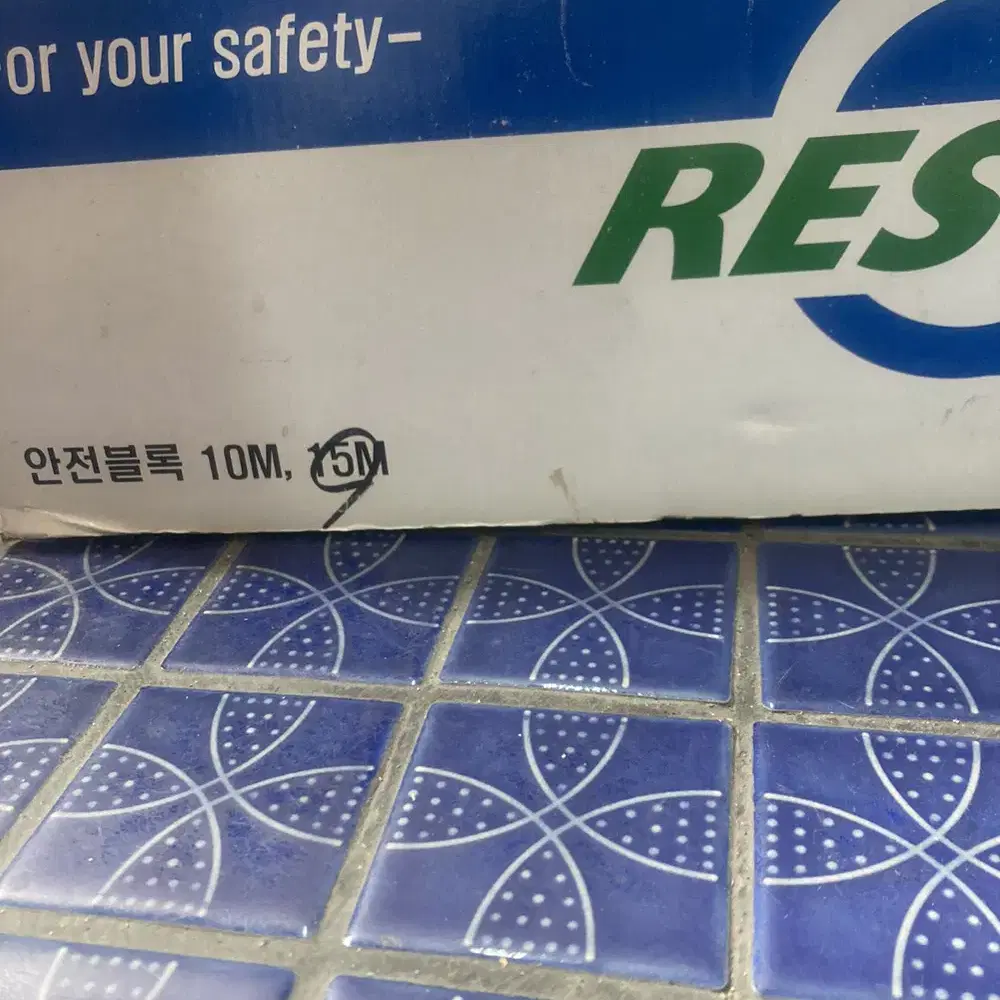 or your safety–
RES
안전블록 10M, 15M